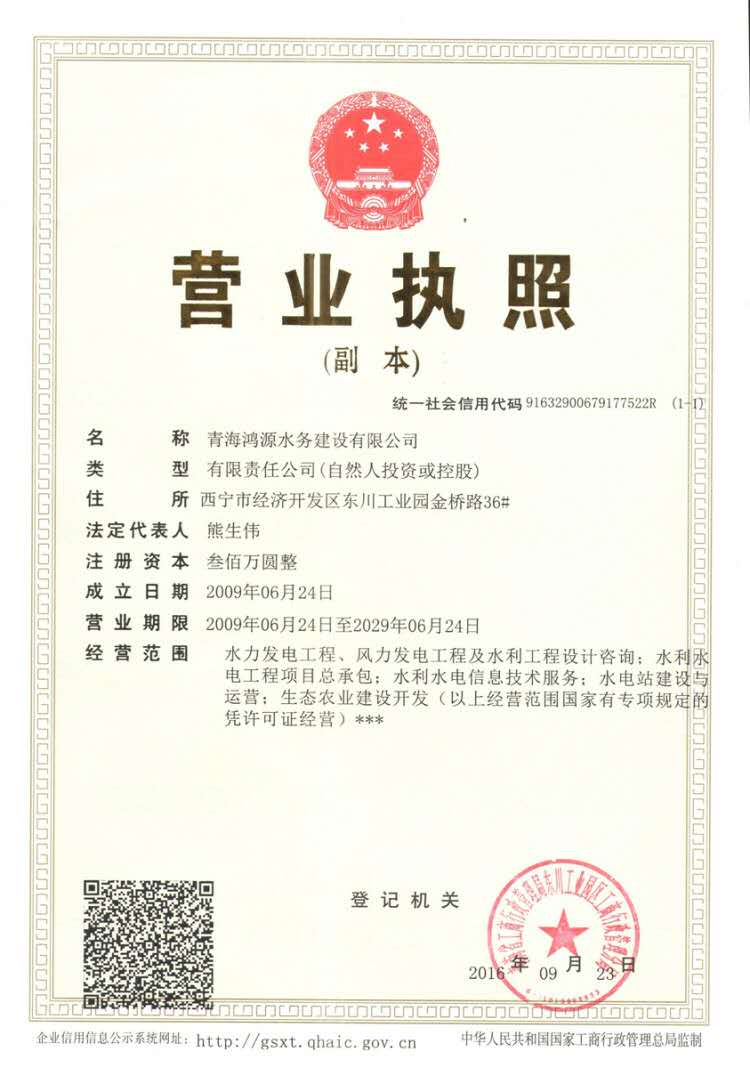 营业执照
(副 本)
统一社会信用代码 91632900679177522R (1-1)
名称 青海鸿源水务建设有限公司
类型 有限责任公司(自然人投资或控股)
住所 西宁市经济开发区东川工业园金桥路36#
法定代表人 熊生伟
注册资本 叁佰万圆整
成立日期 2009年06月24日
营业期限 2009年06月24日至2029年06月24日
经营范围 水力发电工程、风力发电工程及水利工程设计咨询；水利水
电工程项目总承包；水利水电信息技术服务；水电站建设与
运营；生态农业建设开发（以上经营范围国家有专项规定的
凭许可证经营）***
登记机关
2016年09月23日
企业信用信息公示系统网址：http://gsxt.qhaic.gov.cn
中华人民共和国国家工商行政管理总局监制